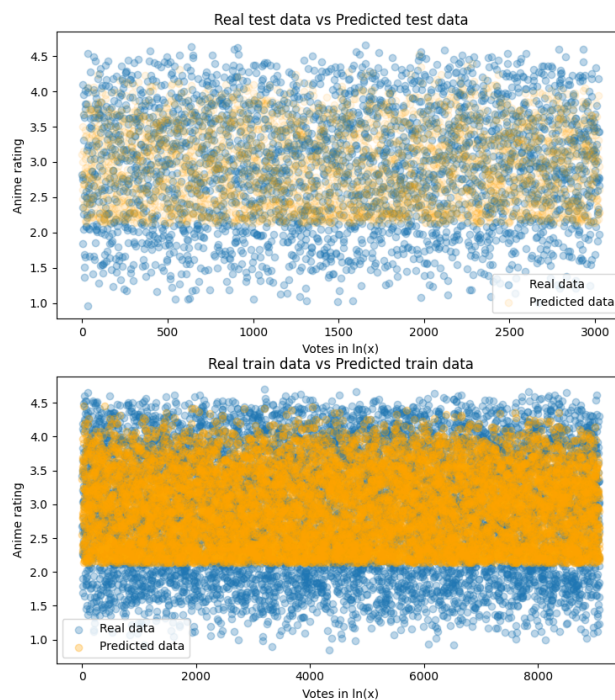 Real test data vs Predicted test data
Anime rating
4.5
4.0
3.5
3.0
2.5
2.0
1.5
1.0
Real data
Predicted data
0 500 1000 1500 2000 2500 3000
Votes in ln(x)
Real train data vs Predicted train data
Anime rating
4.5
4.0
3.5
3.0
2.5
2.0
1.5
1.0
Real data
Predicted data
0 2000 4000 6000 8000
Votes in ln(x)